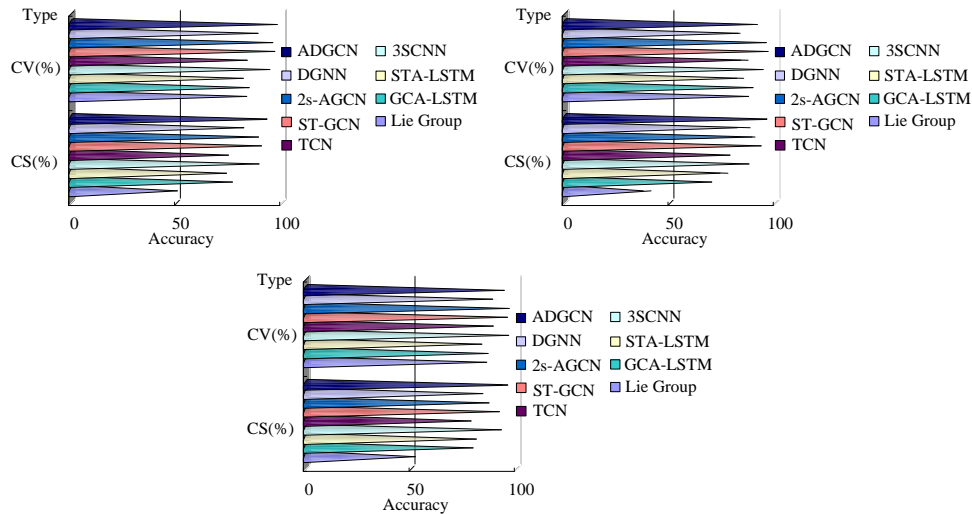 Type
CV(%)
CS(%)
0 50 100
Accuracy
ADGCN 3SCNN
DGNN STA-LSTM
2s-AGCN GCA-LSTM
ST-GCN Lie Group
TCN
Type
CV(%)
CS(%)
0 50 100
Accuracy
ADGCN 3SCNN
DGNN STA-LSTM
2s-AGCN GCA-LSTM
ST-GCN Lie Group
TCN
Type
CV(%)
CS(%)
0 50 100
Accuracy
ADGCN 3SCNN
DGNN STA-LSTM
2s-AGCN GCA-LSTM
ST-GCN Lie Group
TCN